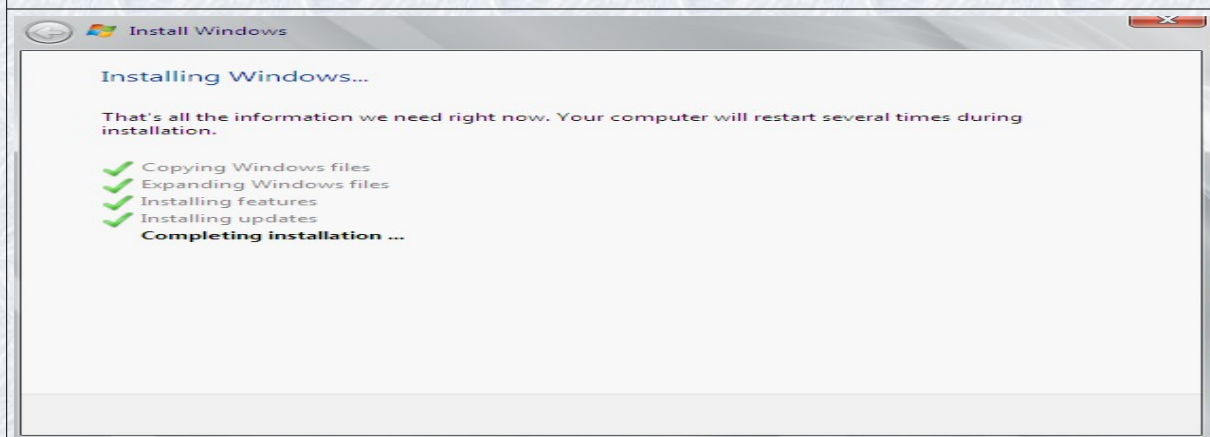 Install Windows
Installing Windows...
That's all the information we need right now. Your computer will restart several times during
installation.
Copying Windows files
Expanding Windows files
Installing features
Installing updates
Completing installation ...